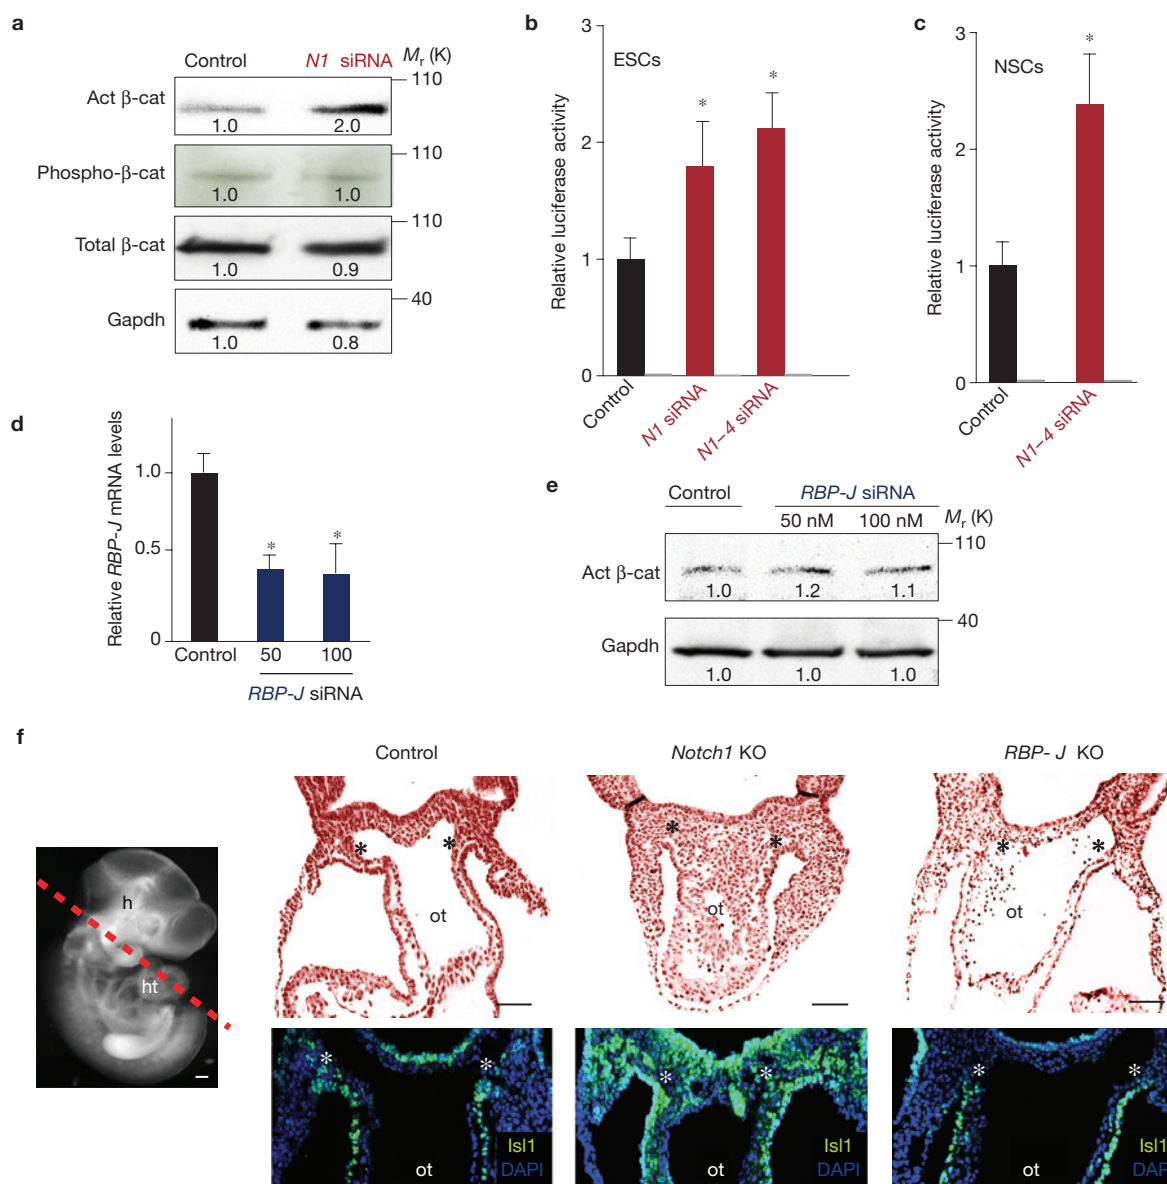 a
Control N1 siRNA Mr (K)
110
Act β-cat
1.0 2.0
110
Phospho-β-cat
1.0 1.0
110
Total β-cat
1.0 0.9
40
Gapdh
1.0 0.8
b
ESCs
Relative luciferase activity
3
2
1
0
Control
N1 siRNA
N1–4 siRNA
*
*
c
NSCs
Relative luciferase activity
3
2
1
0
Control
N1–4 siRNA
*
d
Relative RBP-J mRNA levels
1.0
0.5
0
*
*
Control 50 100
RBP-J siRNA
e
Control RBP-J siRNA
50 nM 100 nM Mr (K)
110
Act β-cat
1.0 1.2 1.1
40
Gapdh
1.0 1.0 1.0
f
Control Notch1 KO RBP- J KO
h
ht
* *
ot
* *
ot
* *
ot
* *
Isl1
DAPI
ot
* *
Isl1
DAPI
ot
* *
Isl1
DAPI
ot